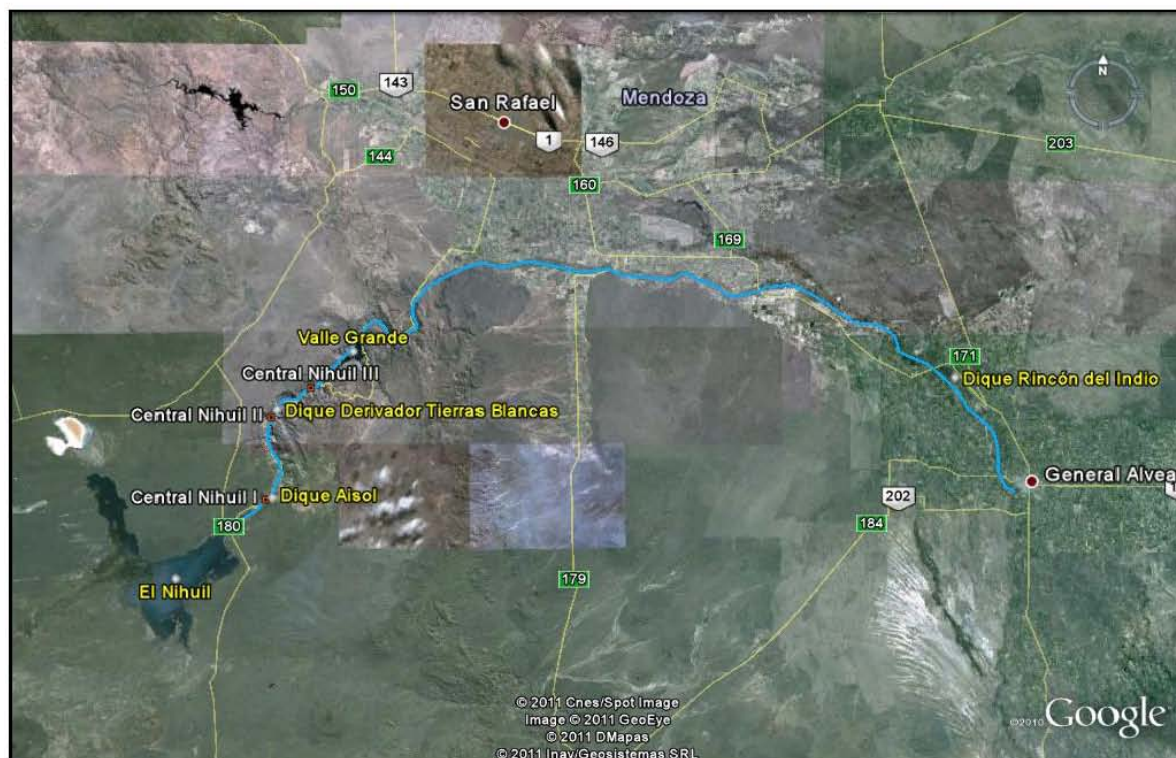 N
143
150
San Rafael
Mendoza
1
146
203
144
160
169
Valle Grande
171
Central Nihuil III
Dique Rincón del Indio
Central Nihuil II
Dique Derivador Tierras Blancas
General Alvea
Central Nihuil I
Dique Aisol
202
180
184
179
El Nihuil
© 2011 Cnes/Spot Image
Image © 2011 GeoEye
© 2011 DMapas
© 2011 Inav/Geosistemas SRL
©2010 Google